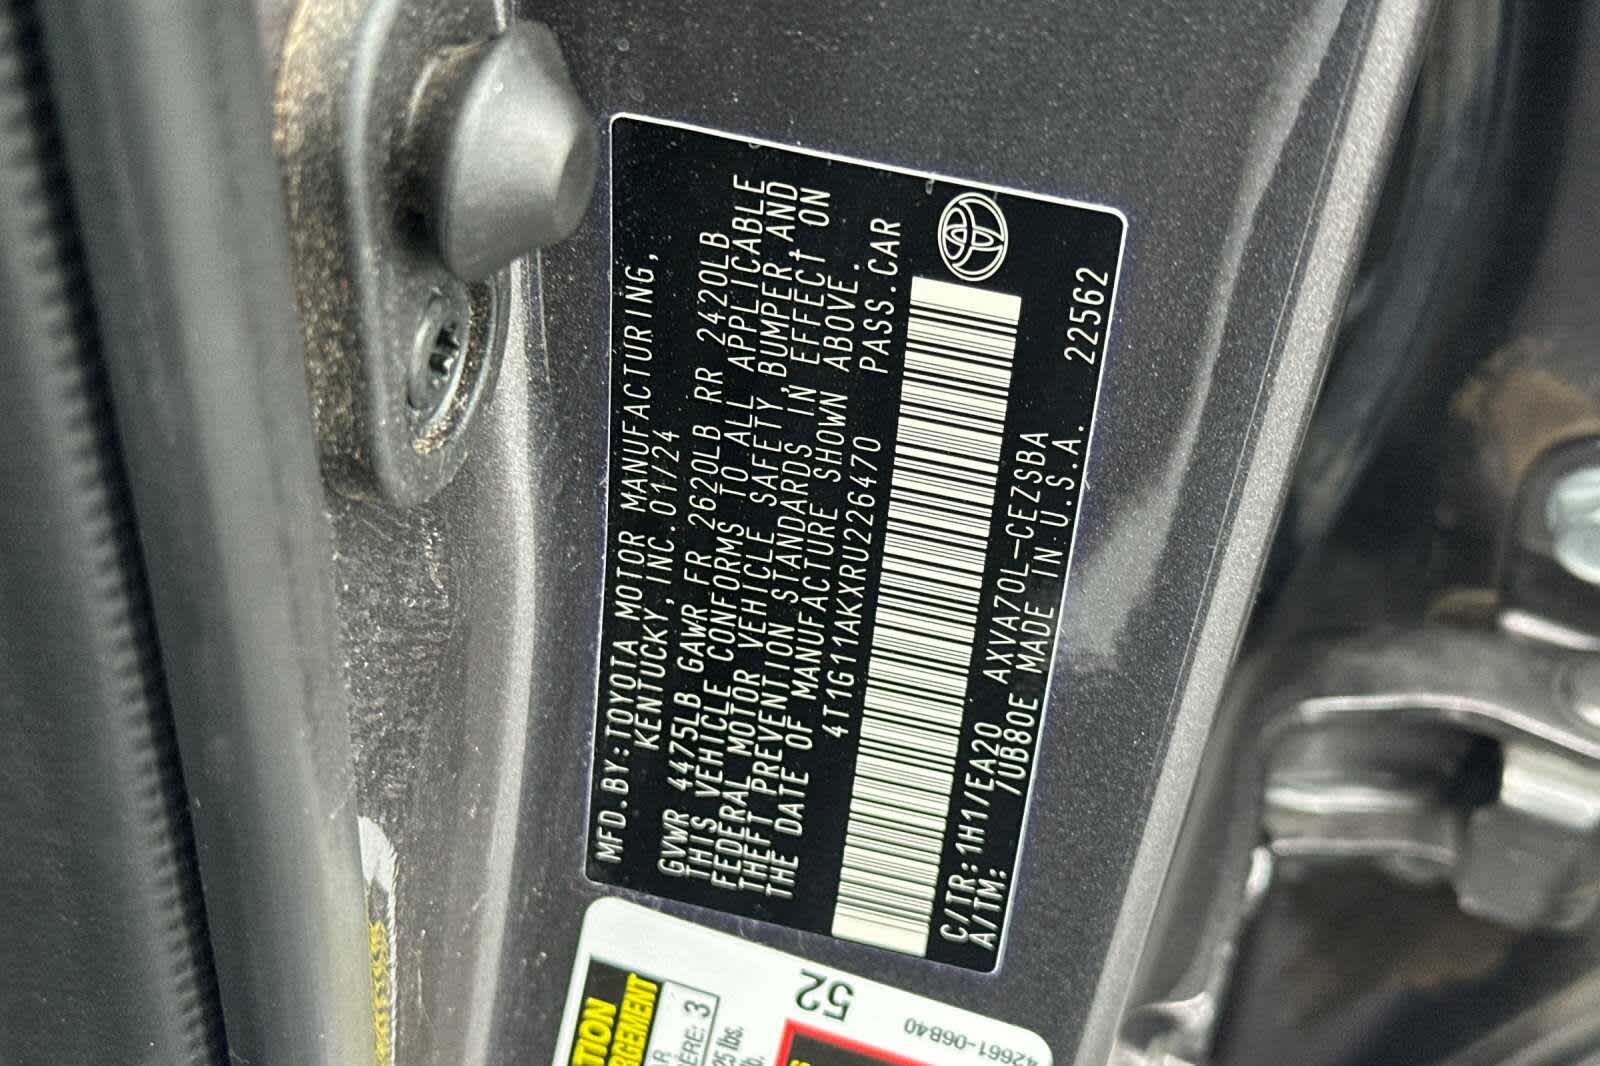 MFD.BY:TOYOTA MOTOR MANUFACTURING,
KENTUCKY, INC. 01/24
GVWR 4475LB GAWR FR 2620LB RR 2420LB
THIS VEHICLE CONFORMS TO ALL APPLICABLE
FEDERAL MOTOR VEHICLE SAFETY,BUMPER,AND
THEFT PREVENTION STANDARDS IN EFFECT ON
THE DATE OF MANUFACTURE SHOWN ABOVE.
4T1G11AKXRU226470 PASS.CAR
C/TR:1H1/EA20 AXVA70L-CEZSBA
A/TM: /UB80E MADE IN U.S.A. 22562
52
42661-06B40